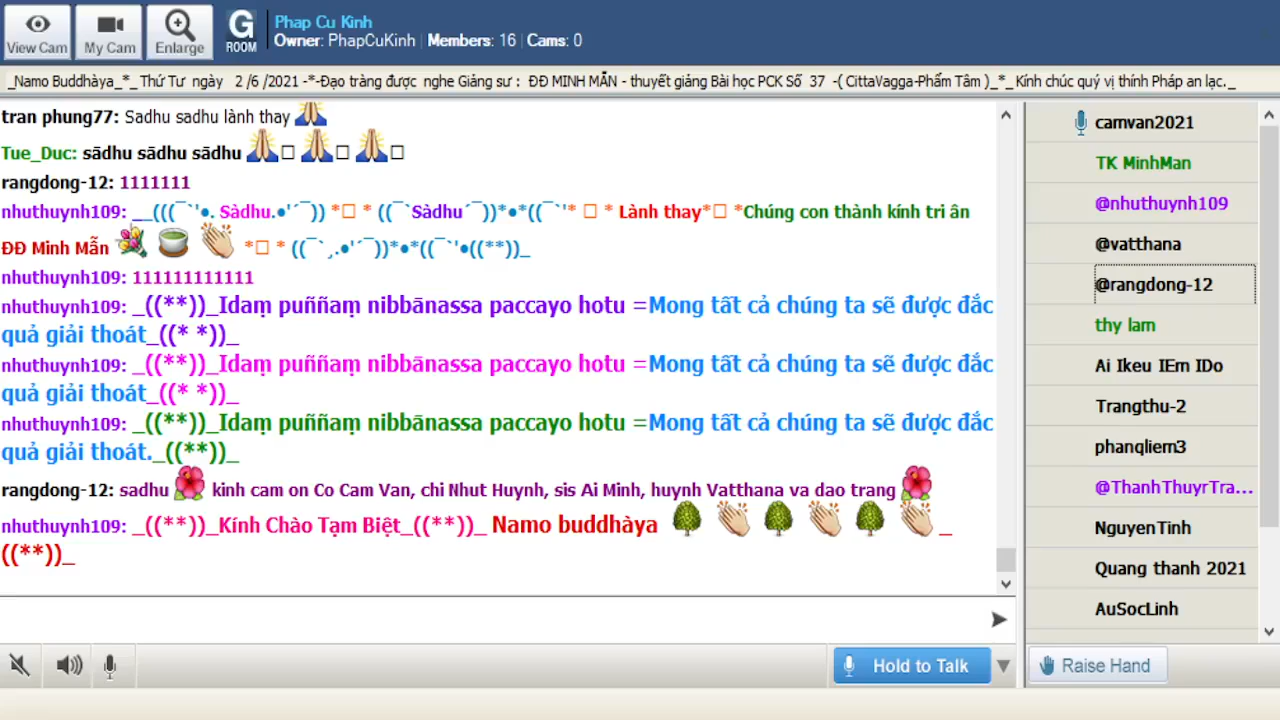 View Cam
My Cam
Enlarge
G
ROOM
Phap Cu Kinh
Owner: PhapCuKinh | Members: 16 | Cams: 0
_Namo Buddhàya_*_ Thứ Tư ngày 2 /6 /2021 -*-Đạo tràng được nghe Giảng sư : ĐĐ MINH MẪN - thuyết giảng Bài học PCK Số 37 -( CittaVagga-Phẩm Tâm )_*_Kính chúc quý vị thính Pháp an lạc._
tran phung77: Sadhu sadhu lành thay
Tue_Duc: sādhu sādhu sādhu
rangdong-12: 1111111
nhuthuynh109: __(((¯`'•. Sàdhu.•'´¯)) *▯ * ((¯`Sàdhu´¯))*•*((¯`'* ▯ * Lành thay*▯ *Chúng con thành kính tri ân
ĐĐ Minh Mẫn *▯ * ((¯`¸.•'´¯))*•*((¯`'•((**))_
nhuthuynh109: 111111111111
nhuthuynh109: _((**))_Idaṃ puññaṃ nibbānassa paccayo hotu =Mong tất cả chúng ta sẽ được đắc
quả giải thoát_((* *))_
nhuthuynh109: _((**))_Idaṃ puññaṃ nibbānassa paccayo hotu =Mong tất cả chúng ta sẽ được đắc
quả giải thoát_((* *))_
nhuthuynh109: _((**))_Idaṃ puññaṃ nibbānassa paccayo hotu =Mong tất cả chúng ta sẽ được đắc
quả giải thoát._((**))_
rangdong-12: sadhu kinh cam on Co Cam Van, chi Nhut Huynh, sis Ai Minh, huynh Vatthana va dao trang
nhuthuynh109: _((**))_Kính Chào Tạm Biệt_((**))_ Namo buddhàya _
((**))_
camvan2021
TK MinhMan
@nhuthuynh109
@vatthana
@rangdong-12
thy lam
Ai Ikeu IEm IDo
Trangthu-2
phanqliem3
@ThanhThuyrTra...
NguyenTinh
Quang thanh 2021
AuSocLinh
Hold to Talk
Raise Hand